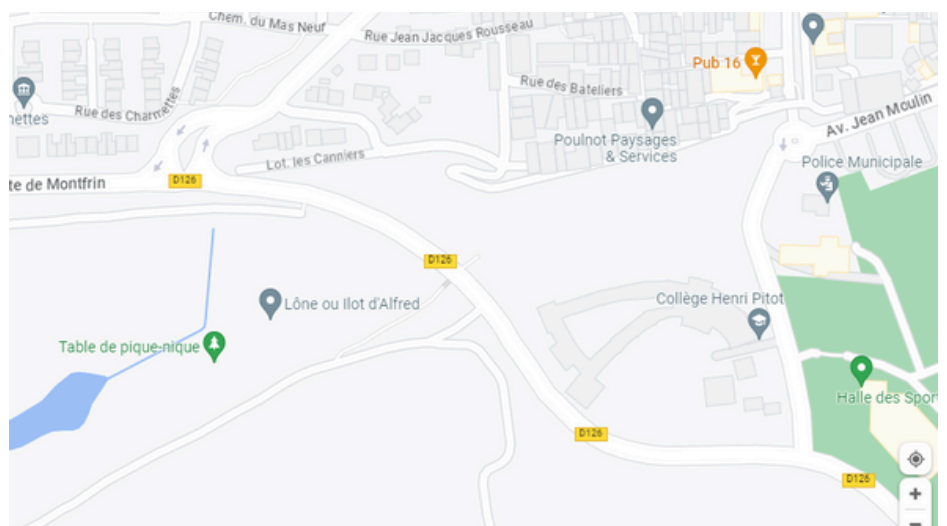 Chem. du Mas Neuf
Rue Jean Jacques Rousseau
Pub 16
Rue des Bateliers
nettes
Rue des Charmettes
Av. Jean Moulin
Poulnot Paysages
& Services
Lot. les Canniers
Police Municipale
te de Montfrin
D126
D126
Lône ou Ilot d'Alfred
Collège Henri Pitot
Table de pique-nique
Halle des Spor
D126
D126